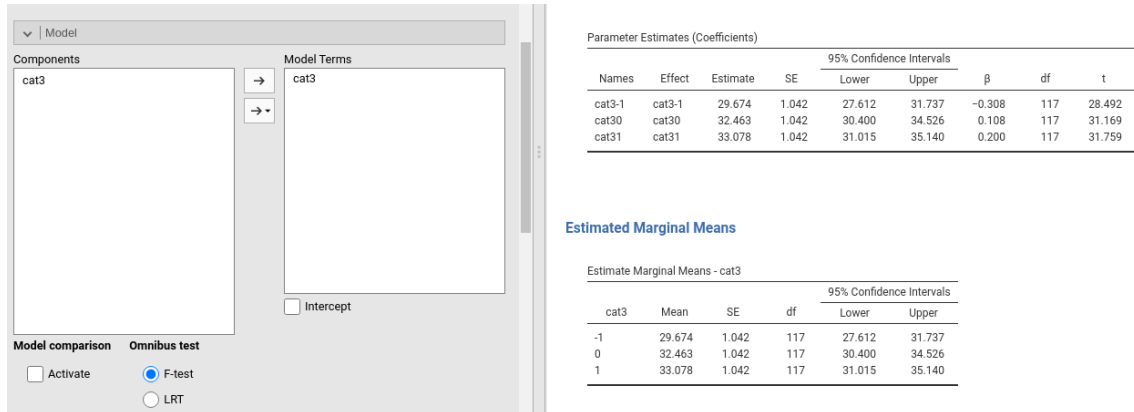 Model
Components
Model Terms
cat3
cat3
Intercept
Model comparison Omnibus test
Activate
F-test
LRT
Parameter Estimates (Coefficients)
95% Confidence Intervals
Names Effect Estimate SE Lower Upper β df t
cat3-1 cat3-1 29.674 1.042 27.612 31.737 −0.308 117 28.492
cat30 cat30 32.463 1.042 30.400 34.526 0.108 117 31.169
cat31 cat31 33.078 1.042 31.015 35.140 0.200 117 31.759
Estimated Marginal Means
Estimate Marginal Means - cat3
95% Confidence Intervals
cat3 Mean SE df Lower Upper
-1 29.674 1.042 117 27.612 31.737
0 32.463 1.042 117 30.400 34.526
1 33.078 1.042 117 31.015 35.140